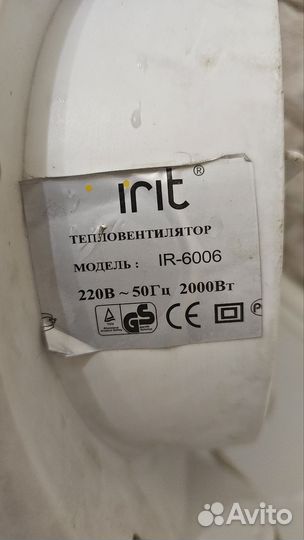 irit ®
ТЕПЛОВЕНТИЛЯТОР
МОДЕЛЬ : IR-6006
220В ~ 50Гц 2000Вт
GS CE
Avito